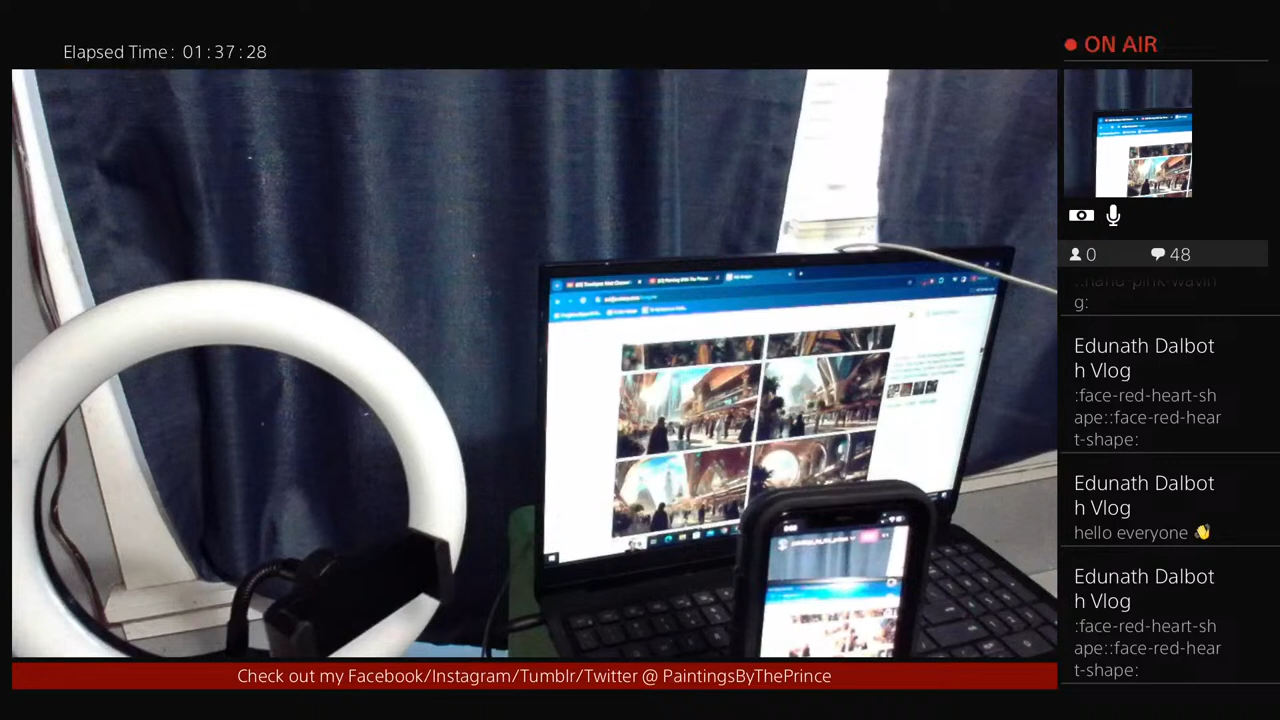 Elapsed Time: 01:37:28
ON AIR
0 48
g:
Edunath Dalbot
h Vlog
:face-red-heart-sh
ape::face-red-hear
t-shape:
Edunath Dalbot
h Vlog
hello everyone 👋
Edunath Dalbot
h Vlog
:face-red-heart-sh
ape::face-red-hear
t-shape:
Check out my Facebook/Instagram/Tumblr/Twitter @ PaintingsByThePrince